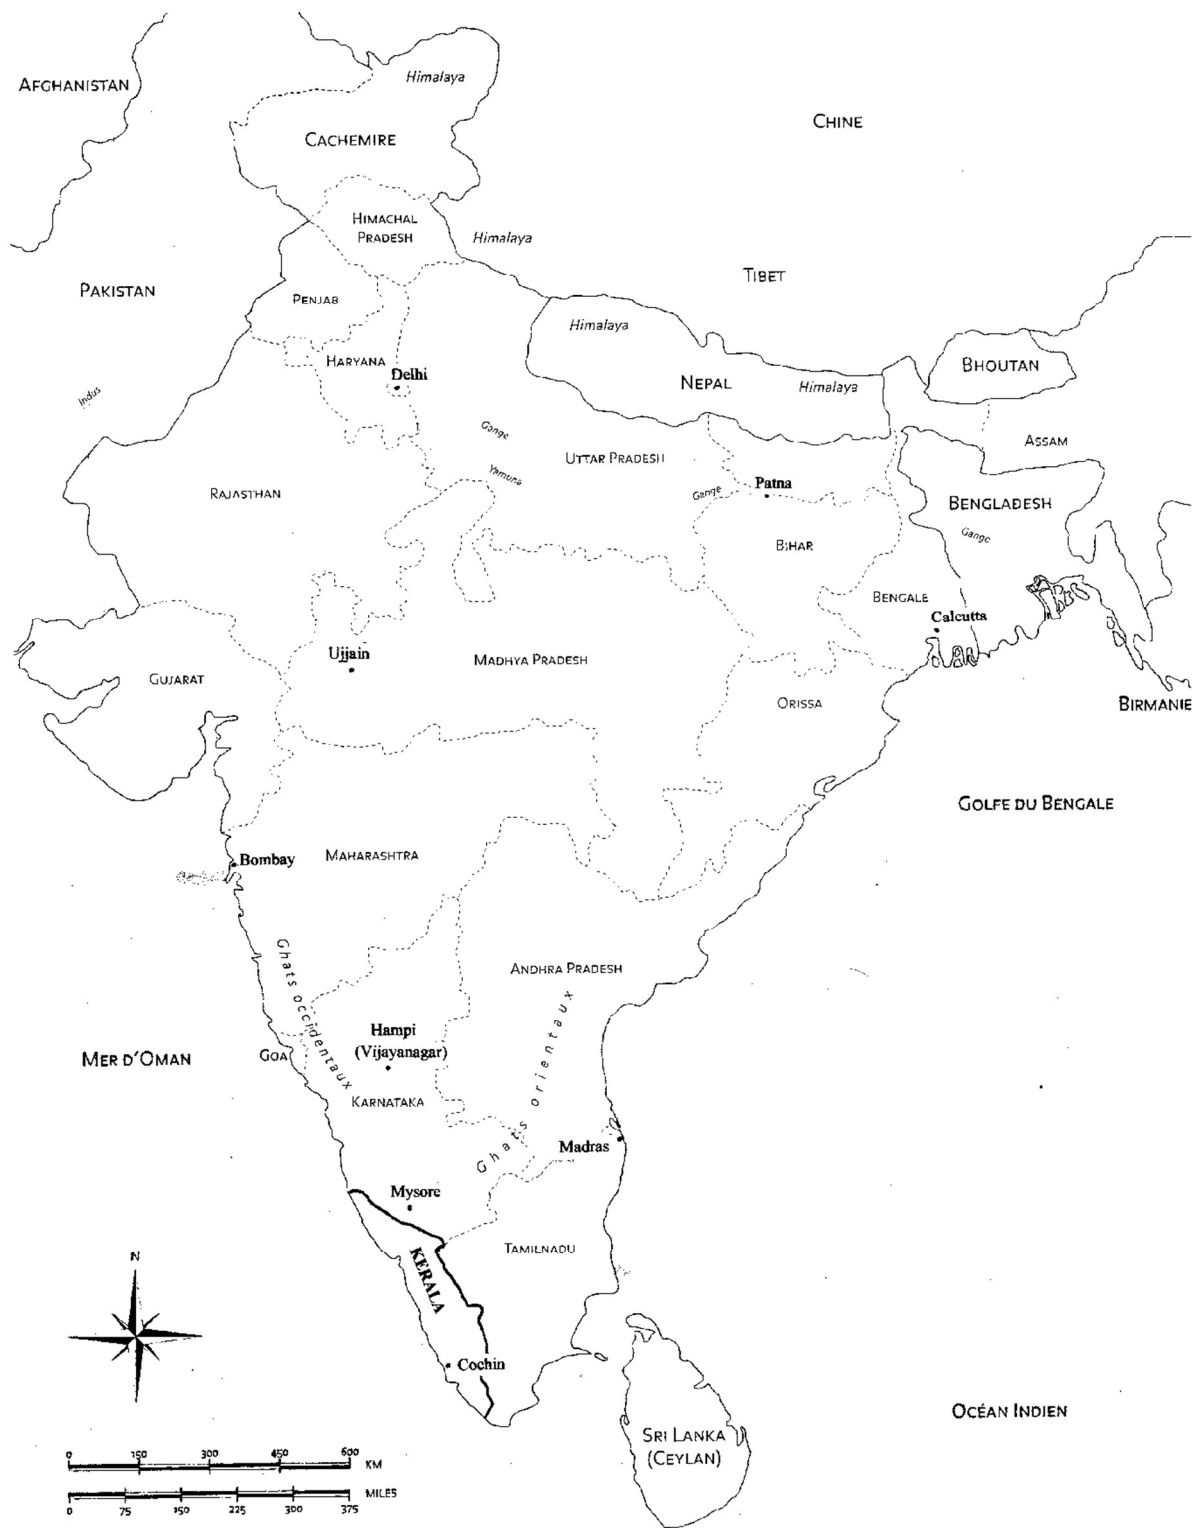 Himalaya
AFGHANISTAN
CHINE
CACHEMIRE
HIMACHAL
PRADESH
Himalaya
TIBET
PAKISTAN
PENJAB
Himalaya
HARYANA
BHOUTAN
Delhi
NEPAL
Himalaya
Indus
Gange
ASSAM
UTTAR PRADESH
Yamuna
Patna
RAJASTHAN
Gange
BENGLADESH
Gange
BIHAR
BENGALE
Calcutta
Ujjain
MADHYA PRADESH
GUJARAT
ORISSA
BIRMANIE
GOLFE DU BENGALE
Bombay
MAHARASHTRA
Ghats occidentaux
ANDHRA PRADESH
Ghats orientaux
Hampi
(Vijayanagar)
MER D'OMAN
GOA
KARNATAKA
Madras
Mysore
TAMILNADU
KERALA
N
Cochin
OCÉAN INDIEN
SRI LANKA
(CEYLAN)
0 150 300 450 600
KM
MILES
0 75 150 225 300 375